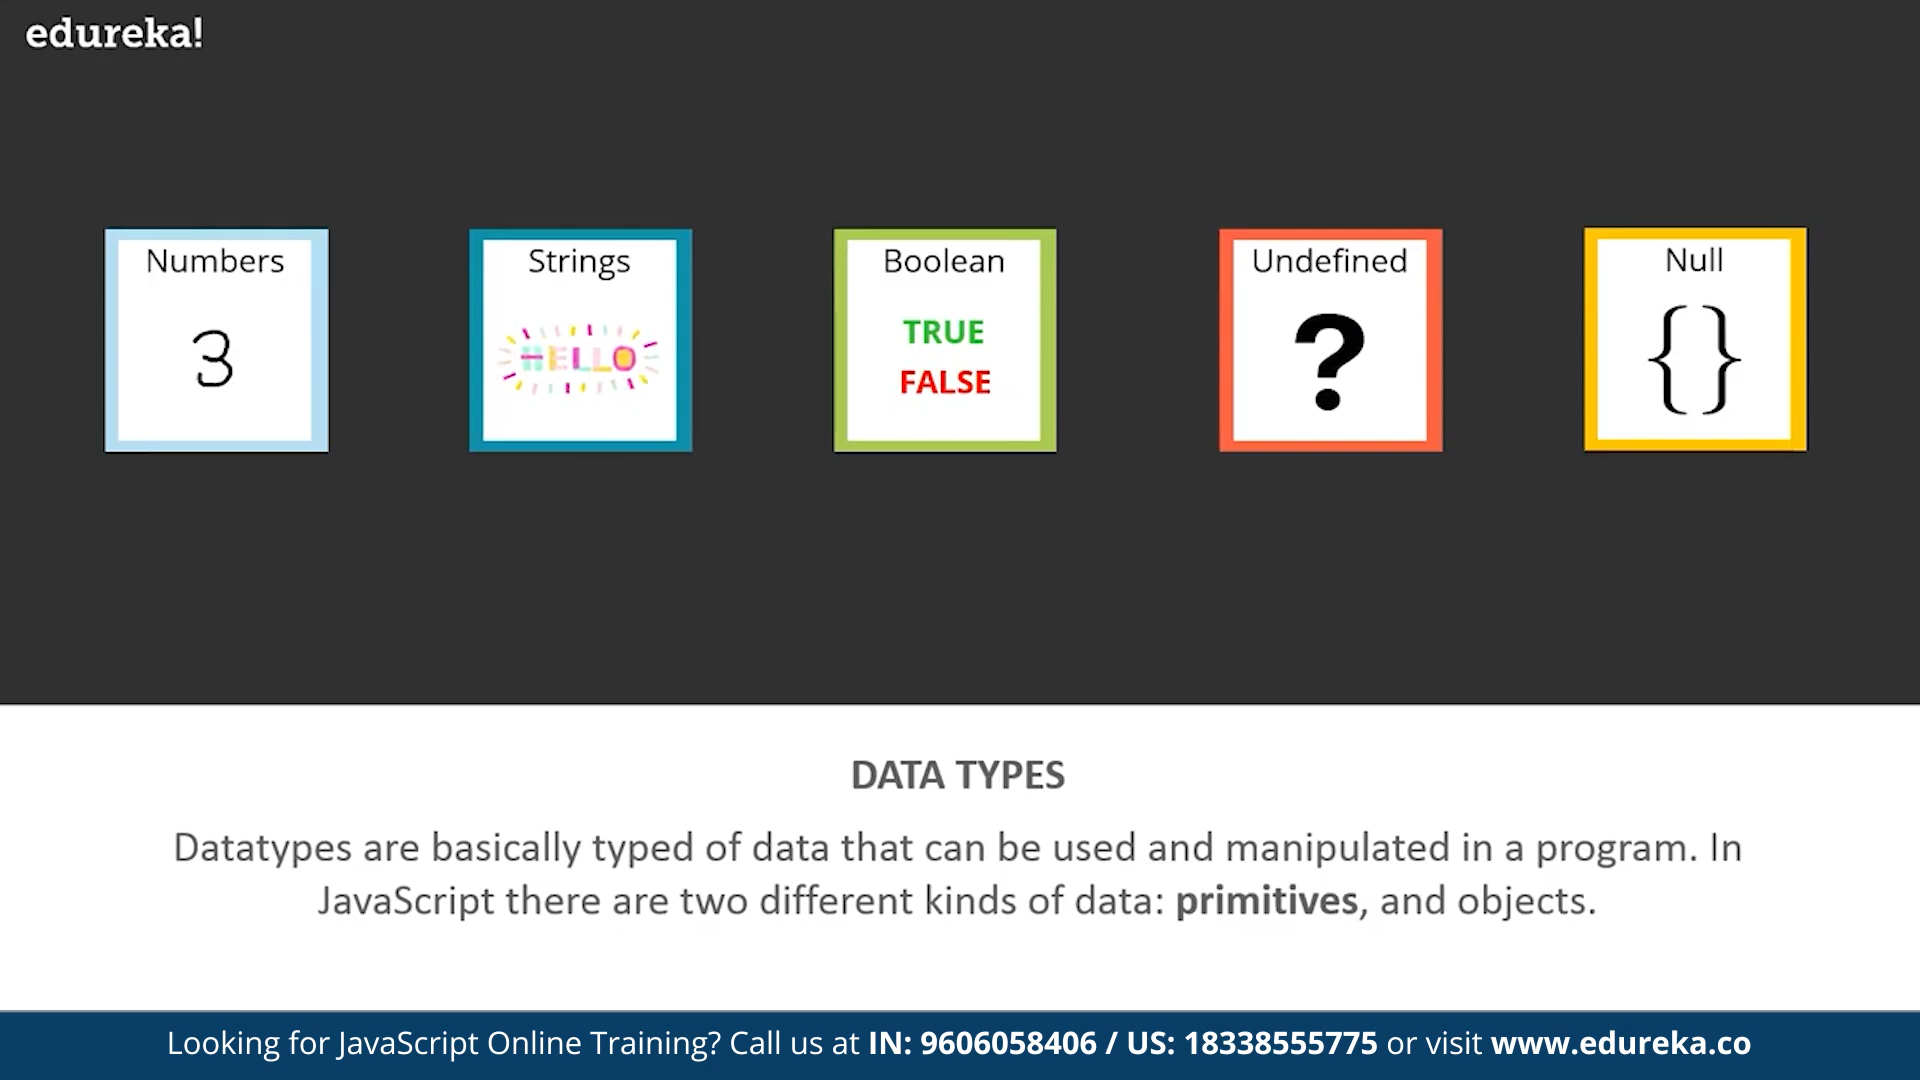 edureka!
Numbers
3
Strings
HELLO
Boolean
TRUE
FALSE
Undefined
?
Null
{}
DATA TYPES
Datatypes are basically typed of data that can be used and manipulated in a program. In
JavaScript there are two different kinds of data: primitives, and objects.
Looking for JavaScript Online Training? Call us at IN: 9606058406 / US: 18338555775 or visit www.edureka.co